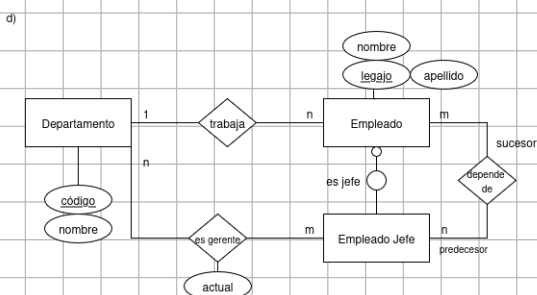 d)
nombre
legajo
apellido
Departamento
1
trabaja
n
Empleado
m
sucesor
n
es jefe
depende
de
código
nombre
es gerente
m
Empleado Jefe
n
predecesor
actual